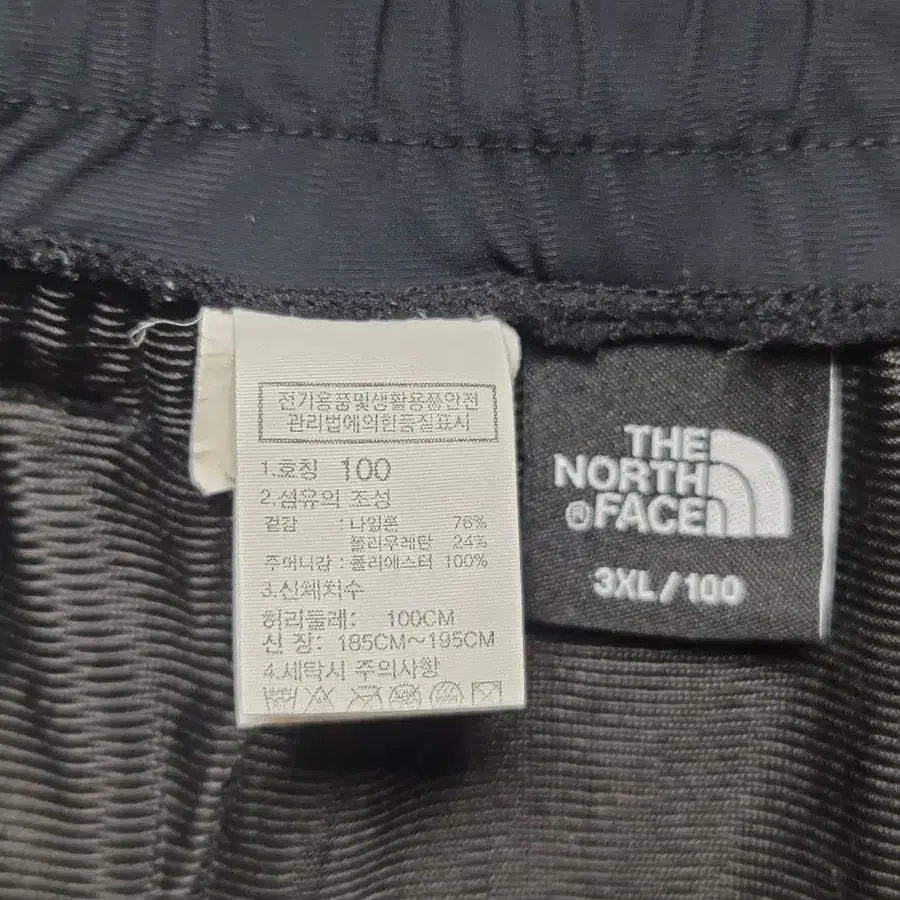 전기용품및생활용품안전
관리법에의한품질표시
1.호칭 100
2.섬유의 조성
겉감 : 나일론 76%
폴리우레탄 24%
주머니감 : 폴리에스터 100%
3.신체치수
허리둘레: 100CM
신 장: 185CM~195CM
4.세탁시 주의사항
THE
NORTH
®FACE
3XL/100